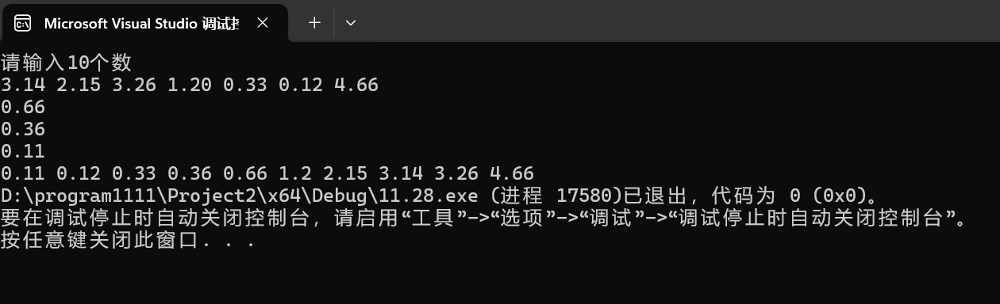 Microsoft Visual Studio 调试
请输入10个数
3.14 2.15 3.26 1.20 0.33 0.12 4.66
0.66
0.36
0.11
0.11 0.12 0.33 0.36 0.66 1.2 2.15 3.14 3.26 4.66
D:\program1111\Project2\x64\Debug\11.28.exe (进程 17580)已退出，代码为 0 (0x0)。
要在调试停止时自动关闭控制台，请启用“工具”->“选项”->“调试”->“调试停止时自动关闭控制台”。
按任意键关闭此窗口. . .